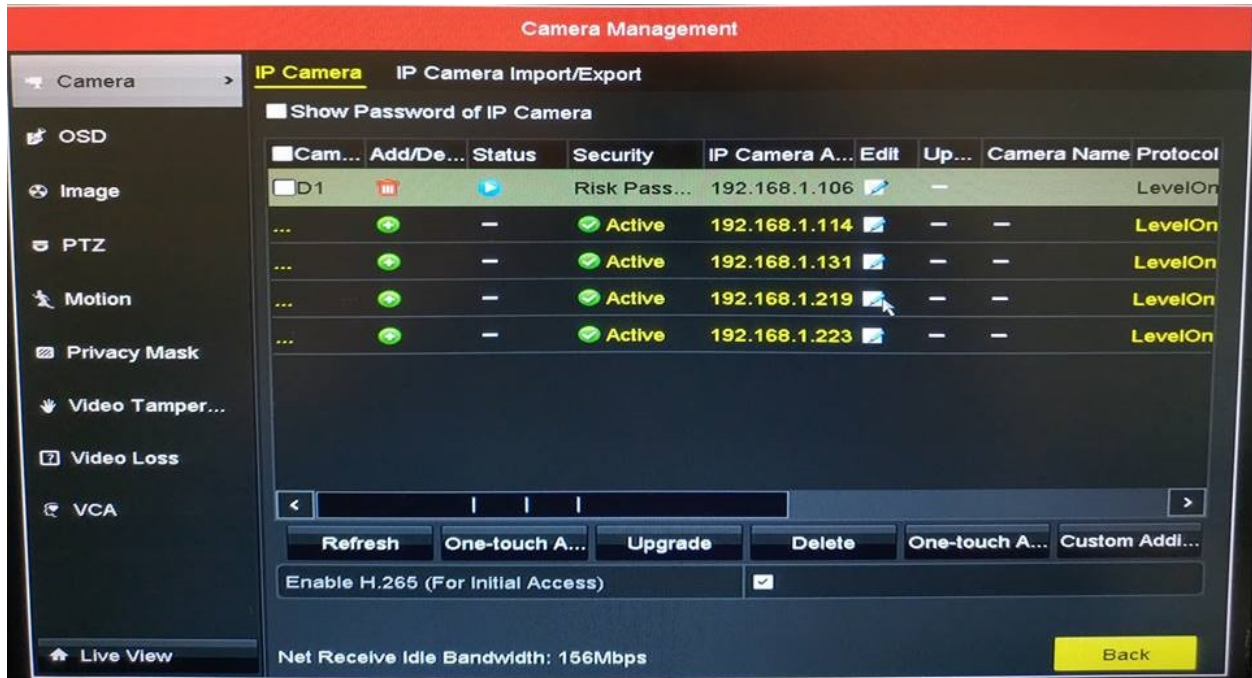 Camera Management
Camera >
OSD
Image
PTZ
Motion
Privacy Mask
Video Tamper...
Video Loss
VCA
Live View
IP Camera IP Camera Import/Export
Show Password of IP Camera
Cam... Add/De... Status Security IP Camera A... Edit Up... Camera Name Protocol
D1 Risk Pass... 192.168.1.106 – LevelOn
... – Active 192.168.1.114 – – LevelOn
... – Active 192.168.1.131 – – LevelOn
... – Active 192.168.1.219 – – LevelOn
... – Active 192.168.1.223 – – LevelOn
< >
Refresh One-touch A... Upgrade Delete One-touch A... Custom Addi...
Enable H.265 (For Initial Access)
Net Receive Idle Bandwidth: 156Mbps Back